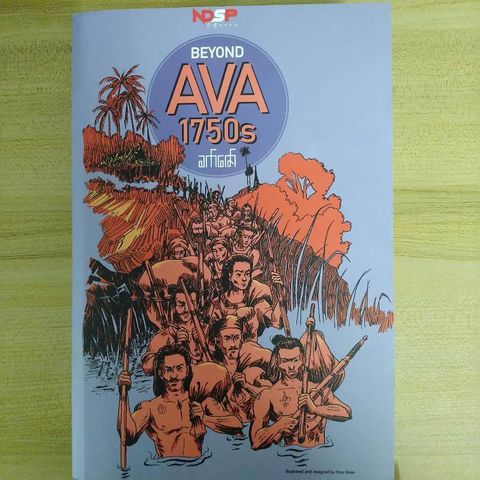 NDSP
BEYOND
AVA
1750s
Illustrated and designed by